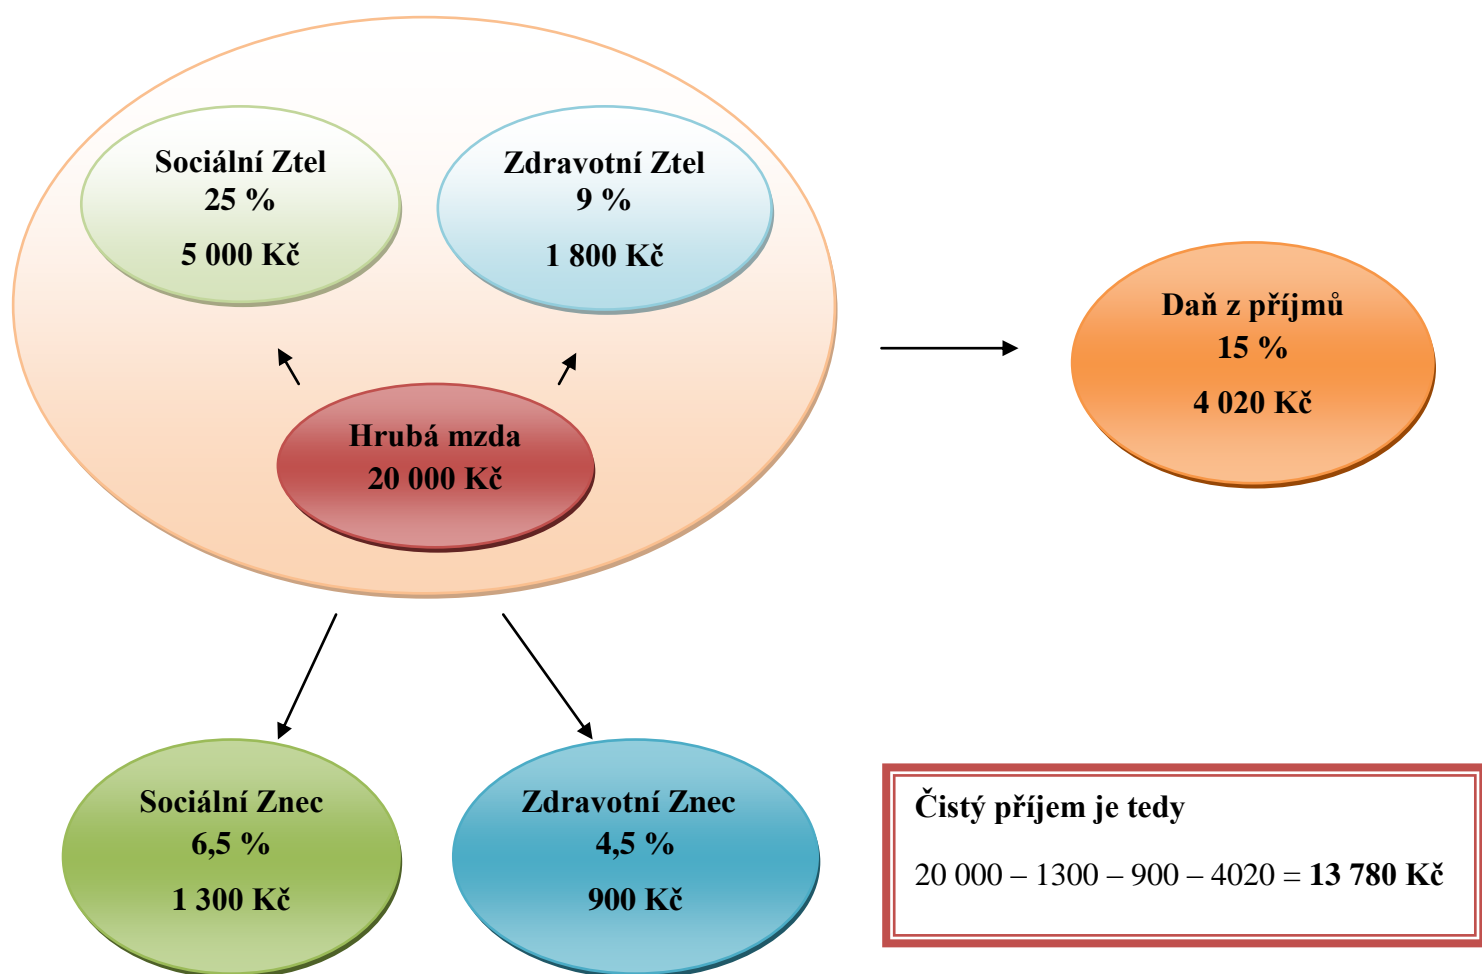 Sociální Ztel
25 %
5 000 Kč
Zdravotní Ztel
9 %
1 800 Kč
Hrubá mzda
20 000 Kč
Daň z příjmů
15 %
4 020 Kč
Sociální Znec
6,5 %
1 300 Kč
Zdravotní Znec
4,5 %
900 Kč
Čistý příjem je tedy
20 000 – 1300 – 900 – 4020 = 13 780 Kč